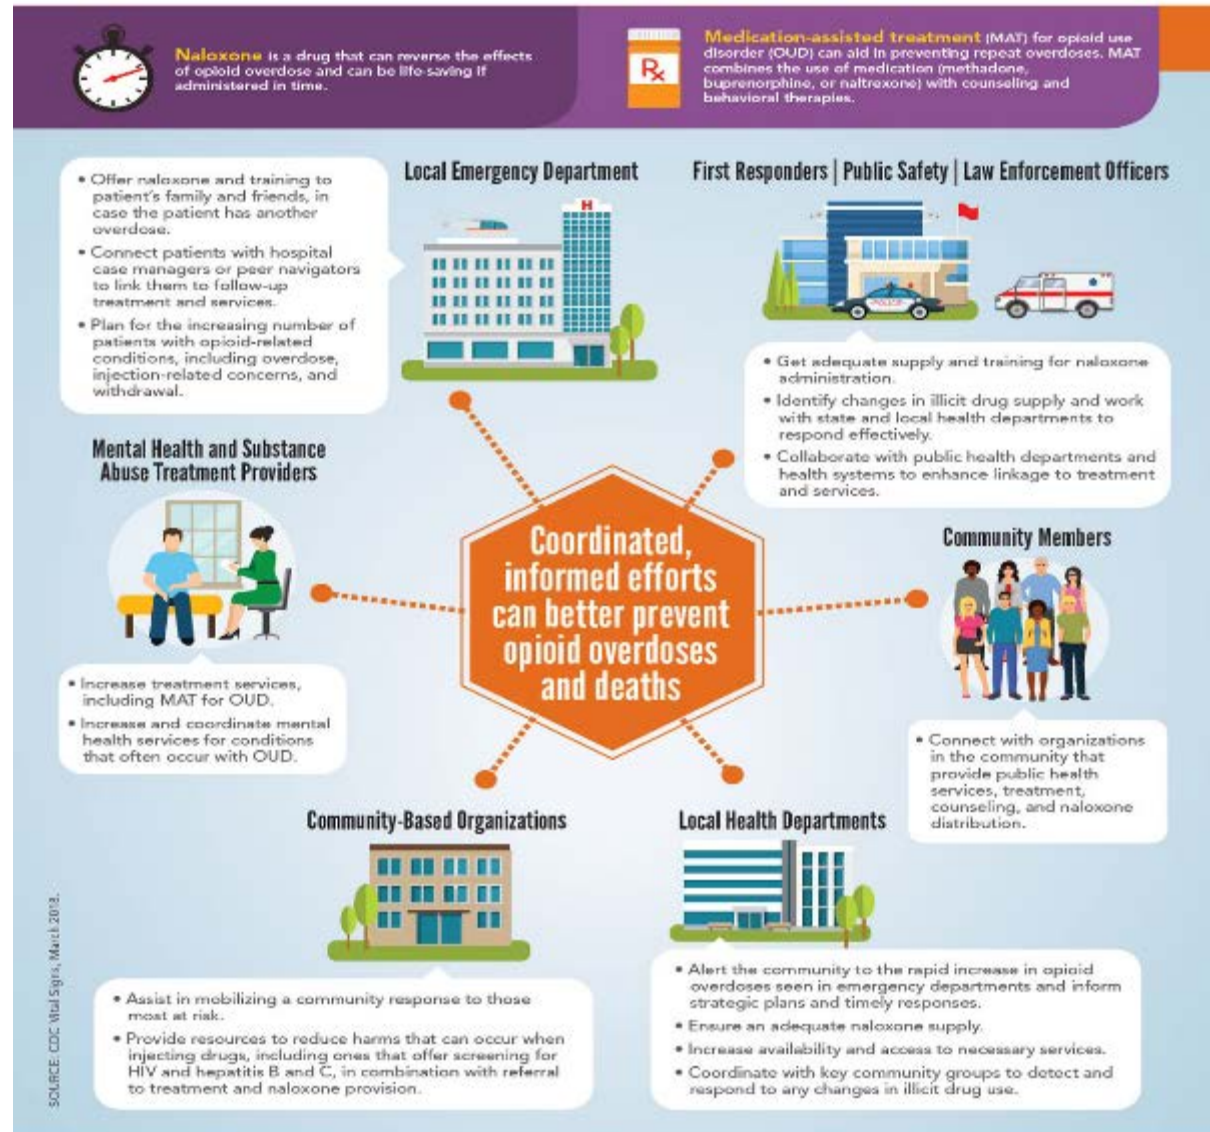 Naloxone is a drug that can reverse the effects
of opioid overdose and can be life-saving if
administered in time.
Rx
Medication-assisted treatment (MAT) for opioid use
disorder (OUD) can aid in preventing repeat overdoses. MAT
combines the use of medication (methadone,
buprenorphine, or naltrexone) with counseling and
behavioral therapies.
Local Emergency Department
H
• Offer naloxone and training to
patient's family and friends, in
case the patient has another
overdose.
• Connect patients with hospital
case managers or peer navigators
to link them to follow-up
treatment and services.
• Plan for the increasing number of
patients with opioid-related
conditions, including overdose,
injection-related concerns, and
withdrawal.
First Responders | Public Safety | Law Enforcement Officers
POLICE
• Get adequate supply and training for naloxone
administration.
• Identify changes in illicit drug supply and work
with state and local health departments to
respond effectively.
• Collaborate with public health departments and
health systems to enhance linkage to treatment
and services.
Mental Health and Substance
Abuse Treatment Providers
• Increase treatment services,
including MAT for OUD.
• Increase and coordinate mental
health services for conditions
that often occur with OUD.
Coordinated,
informed efforts
can better prevent
opioid overdoses
and deaths
Community Members
• Connect with organizations
in the community that
provide public health
services, treatment,
counseling, and naloxone
distribution.
Community-Based Organizations
• Assist in mobilizing a community response to those
most at risk.
• Provide resources to reduce harms that can occur when
injecting drugs, including ones that offer screening for
HIV and hepatitis B and C, in combination with referral
to treatment and naloxone provision.
Local Health Departments
• Alert the community to the rapid increase in opioid
overdoses seen in emergency departments and inform
strategic plans and timely responses.
• Ensure an adequate naloxone supply.
• Increase availability and access to necessary services.
• Coordinate with key community groups to detect and
respond to any changes in illicit drug use.
SOURCE: CDC Vital Signs, March 2018.